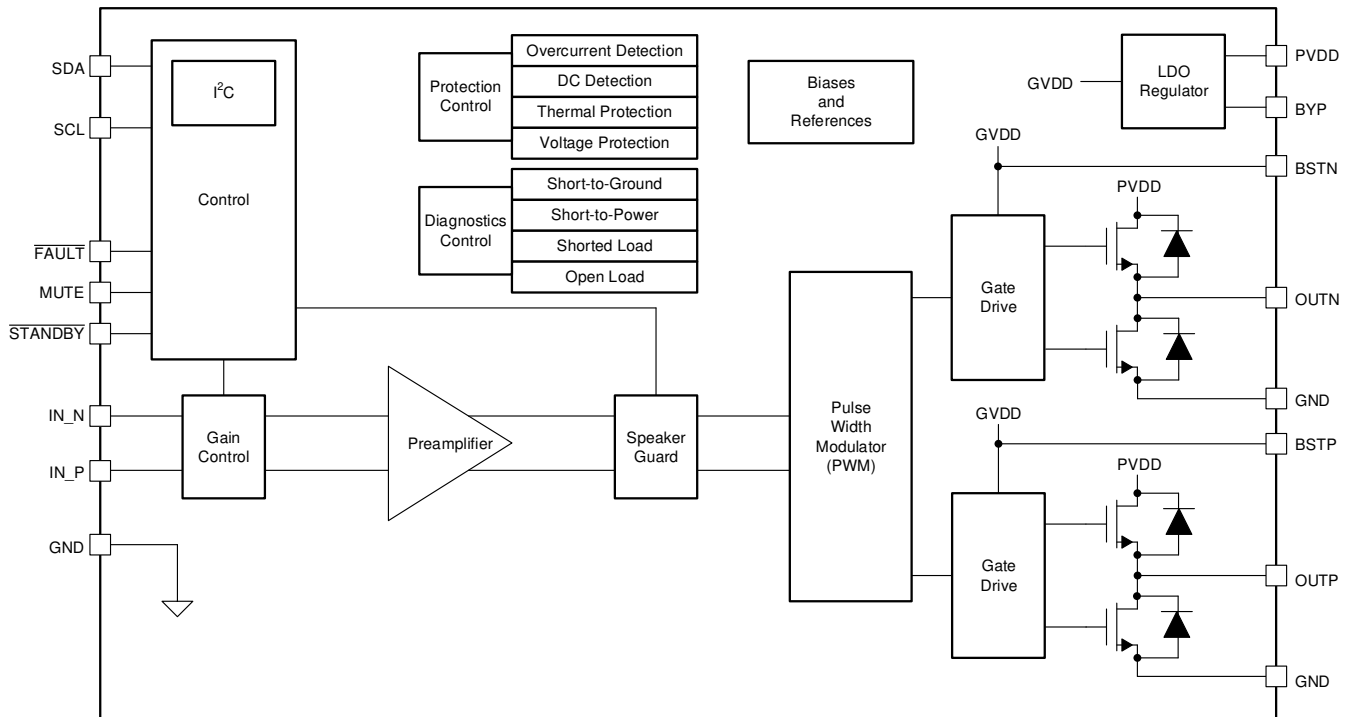 SDA
SCL
FAULT
MUTE
STANDBY
IN_N
IN_P
GND
I2C
Control
Gain
Control
Protection
Control
Overcurrent Detection
DC Detection
Thermal Protection
Voltage Protection
Diagnostics
Control
Short-to-Ground
Short-to-Power
Shorted Load
Open Load
Preamplifier
Speaker
Guard
Biases
and
References
Pulse
Width
Modulator
(PWM)
GVDD
LDO
Regulator
GVDD
PVDD
Gate
Drive
GVDD
PVDD
Gate
Drive
PVDD
BYP
BSTN
OUTN
GND
BSTP
OUTP
GND